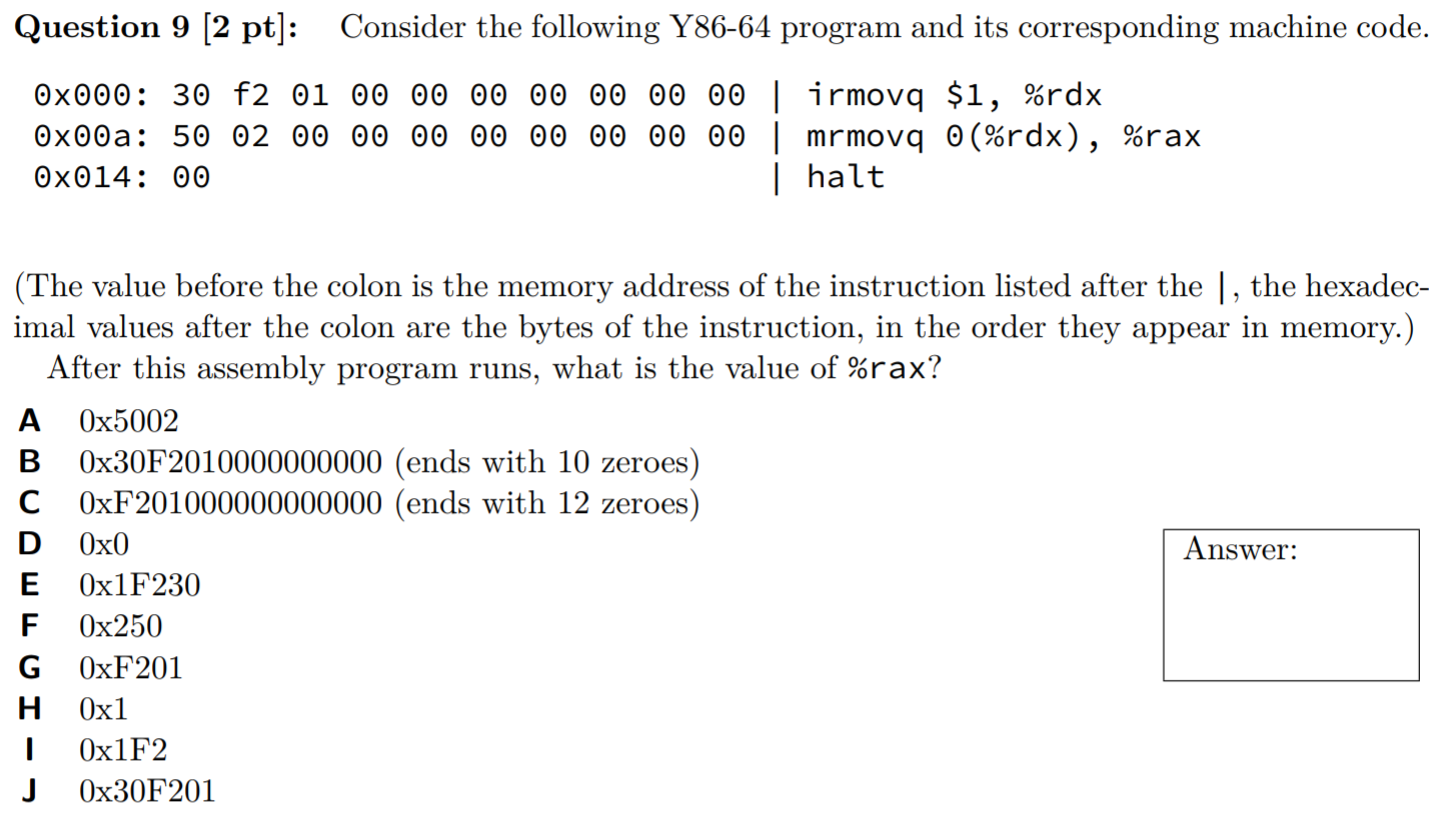 Question 9 [2 pt]: Consider the following Y86-64 program and its corresponding machine code.
0x000: 30 f2 01 00 00 00 00 00 00 00 | irmovq $1, %rdx
0x00a: 50 02 00 00 00 00 00 00 00 00 | mrmovq 0(%rdx), %rax
0x014: 00 | halt
(The value before the colon is the memory address of the instruction listed after the |, the hexadec-
imal values after the colon are the bytes of the instruction, in the order they appear in memory.)
After this assembly program runs, what is the value of %rax?
A 0x5002
B 0x30F2010000000000 (ends with 10 zeroes)
C 0xF201000000000000 (ends with 12 zeroes)
D 0x0
E 0x1F230
F 0x250
G 0xF201
H 0x1
I 0x1F2
J 0x30F201
Answer: